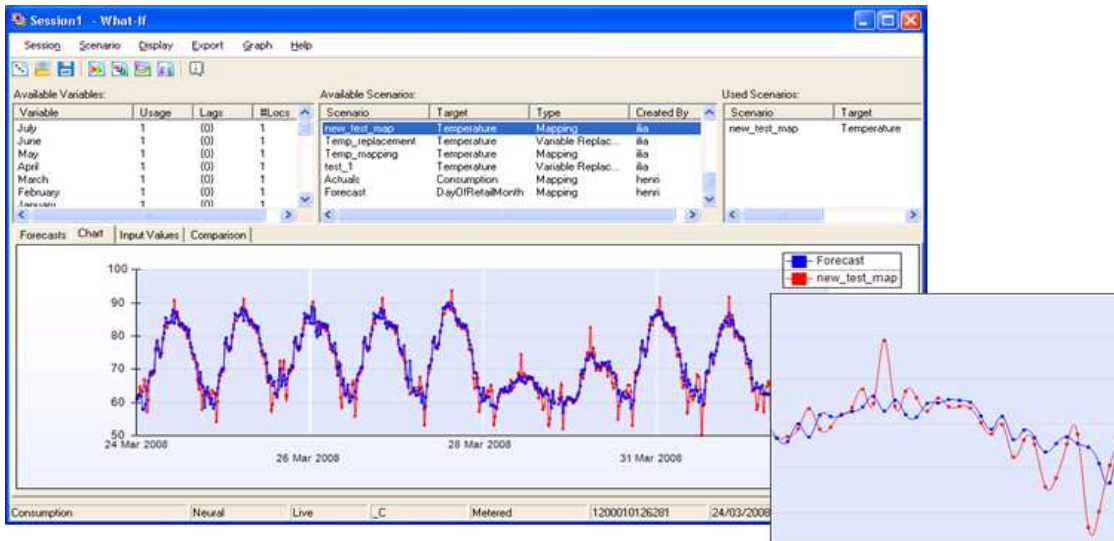 Session1 - What-If
Session Scenario Display Export Graph Help
Available Variables: Available Scenarios: Used Scenarios:
Variable Usage Lags #Locs Scenario Target Type Created By Scenario Target
July 1 {0} 1 new_test_map Temperature Mapping ilia new_test_map Temperature
June 1 {0} 1 Temp_replacement Temperature Variable Replac... ilia
May 1 {0} 1 Temp_mapping Temperature Mapping ilia
April 1 {0} 1 test_1 Temperature Variable Replac... ilia
March 1 {0} 1 Actuals Consumption Mapping henri
February 1 {0} 1 Forecast DayOfRetailMonth Mapping henri
January 1 {0} 1
Forecasts Chart Input Values Comparison
Forecast
new_test_map
100
90
80
70
60
50
24 Mar 2008 26 Mar 2008 28 Mar 2008 31 Mar 2008
Consumption Neural Live _C Metered 1200010126281 24/03/2008